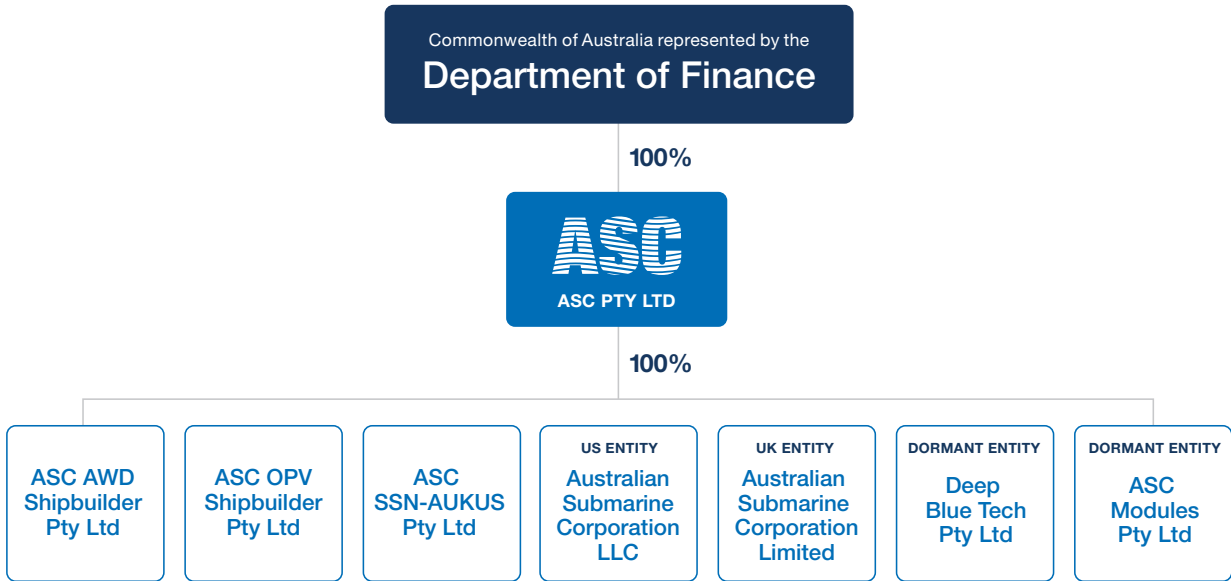 Commonwealth of Australia represented by the
Department of Finance
100%
ASC
ASC PTY LTD
100%
ASC AWD
Shipbuilder
Pty Ltd
ASC OPV
Shipbuilder
Pty Ltd
ASC
SSN-AUKUS
Pty Ltd
US ENTITY
Australian
Submarine
Corporation
LLC
UK ENTITY
Australian
Submarine
Corporation
Limited
DORMANT ENTITY
Deep
Blue Tech
Pty Ltd
DORMANT ENTITY
ASC
Modules
Pty Ltd